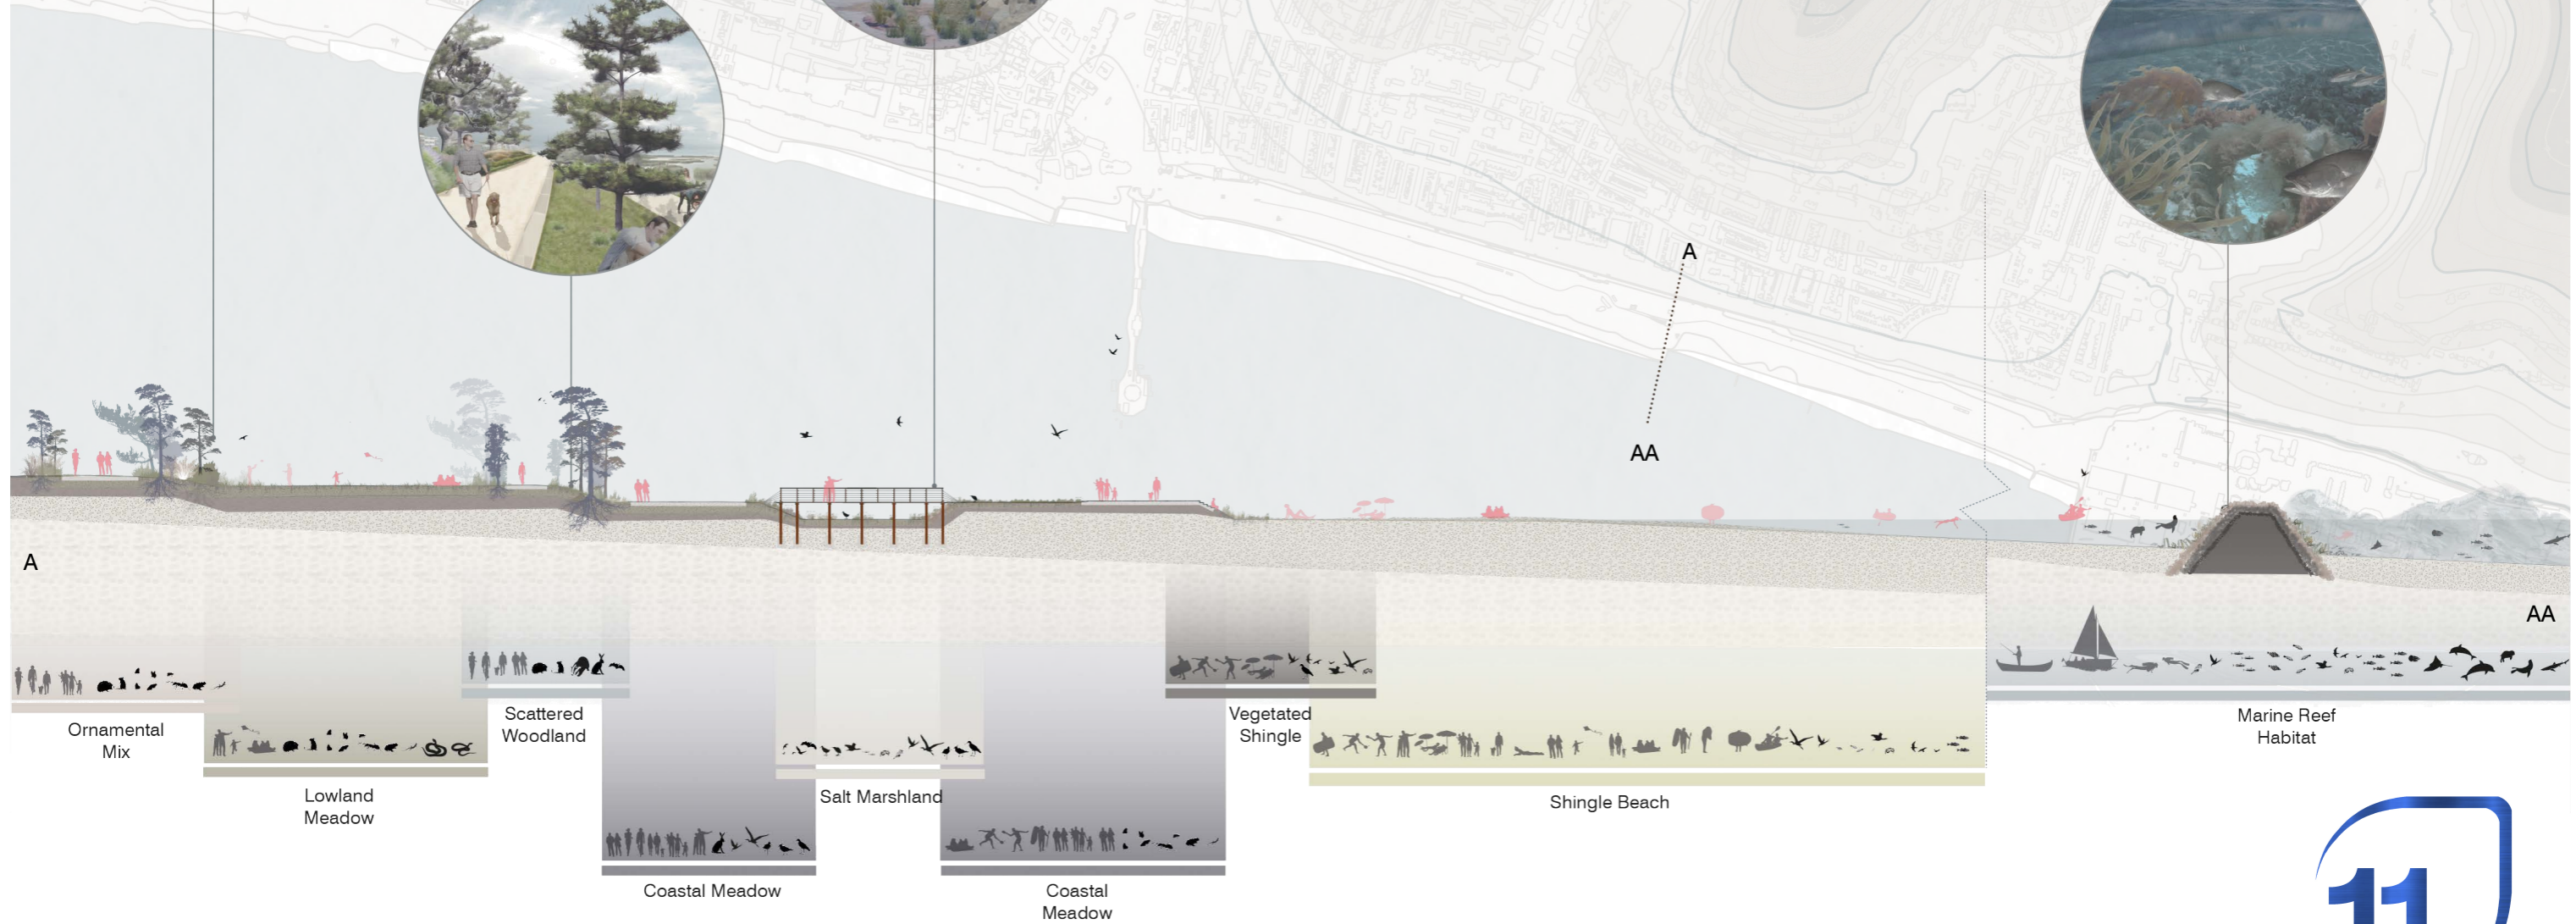 A
AA
A
AA
Ornamental
Mix
Lowland
Meadow
Scattered
Woodland
Coastal Meadow
Salt Marshland
Coastal
Meadow
Vegetated
Shingle
Shingle Beach
Marine Reef
Habitat
11